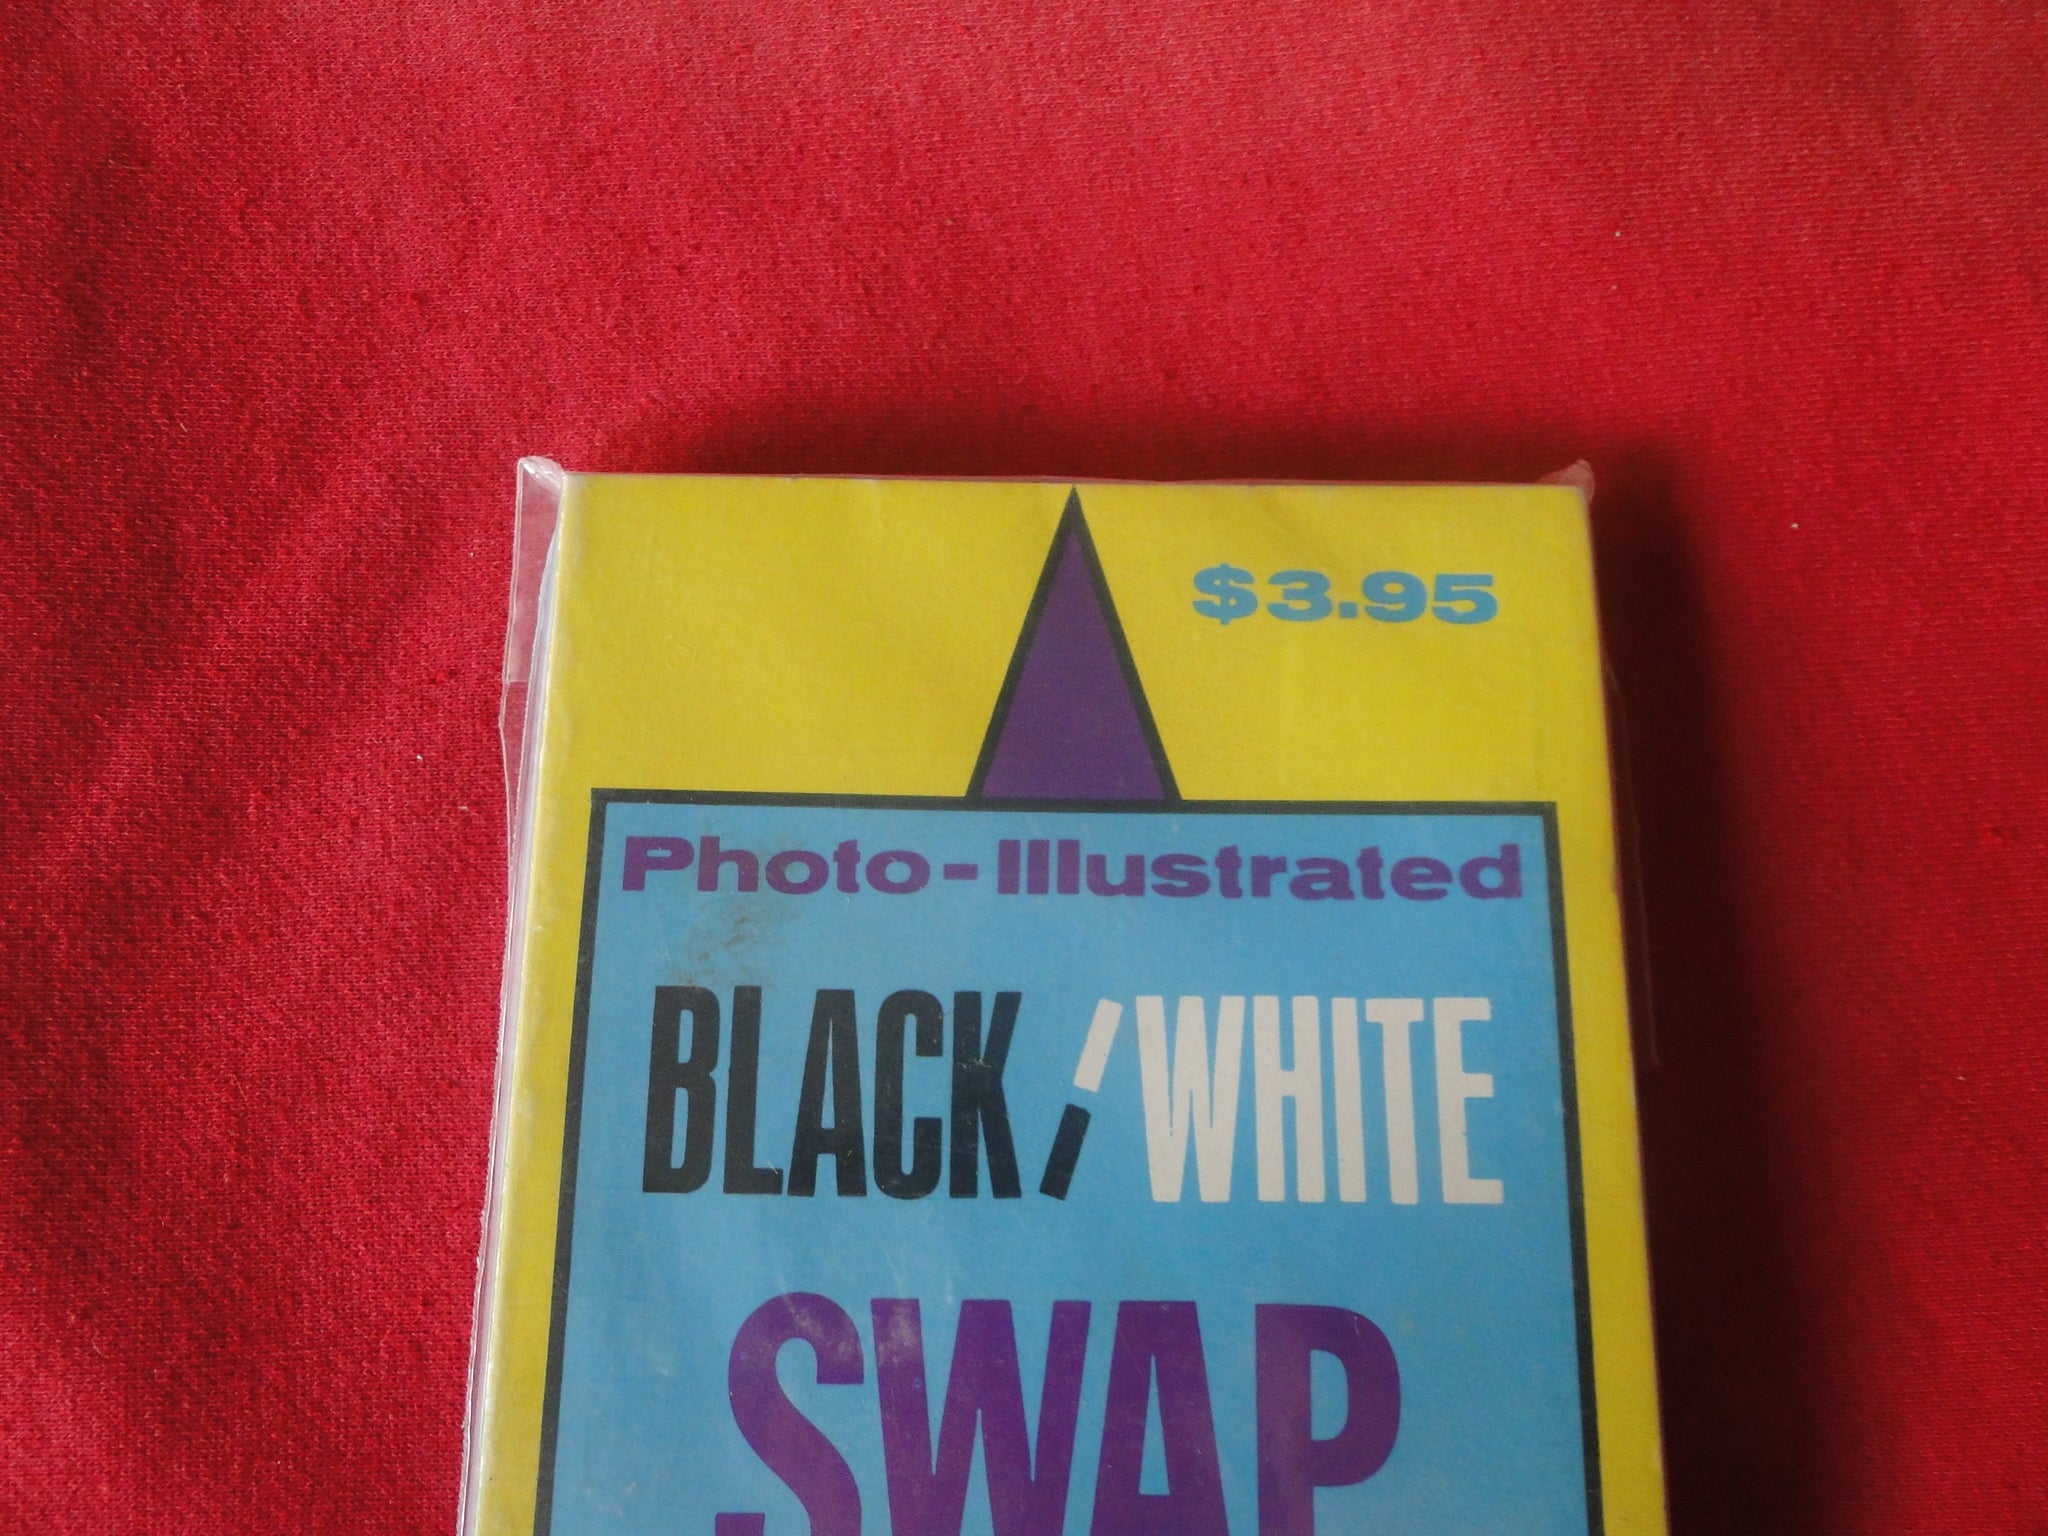 $3.95
Photo-Illustrated
BLACK/WHITE
SWAP